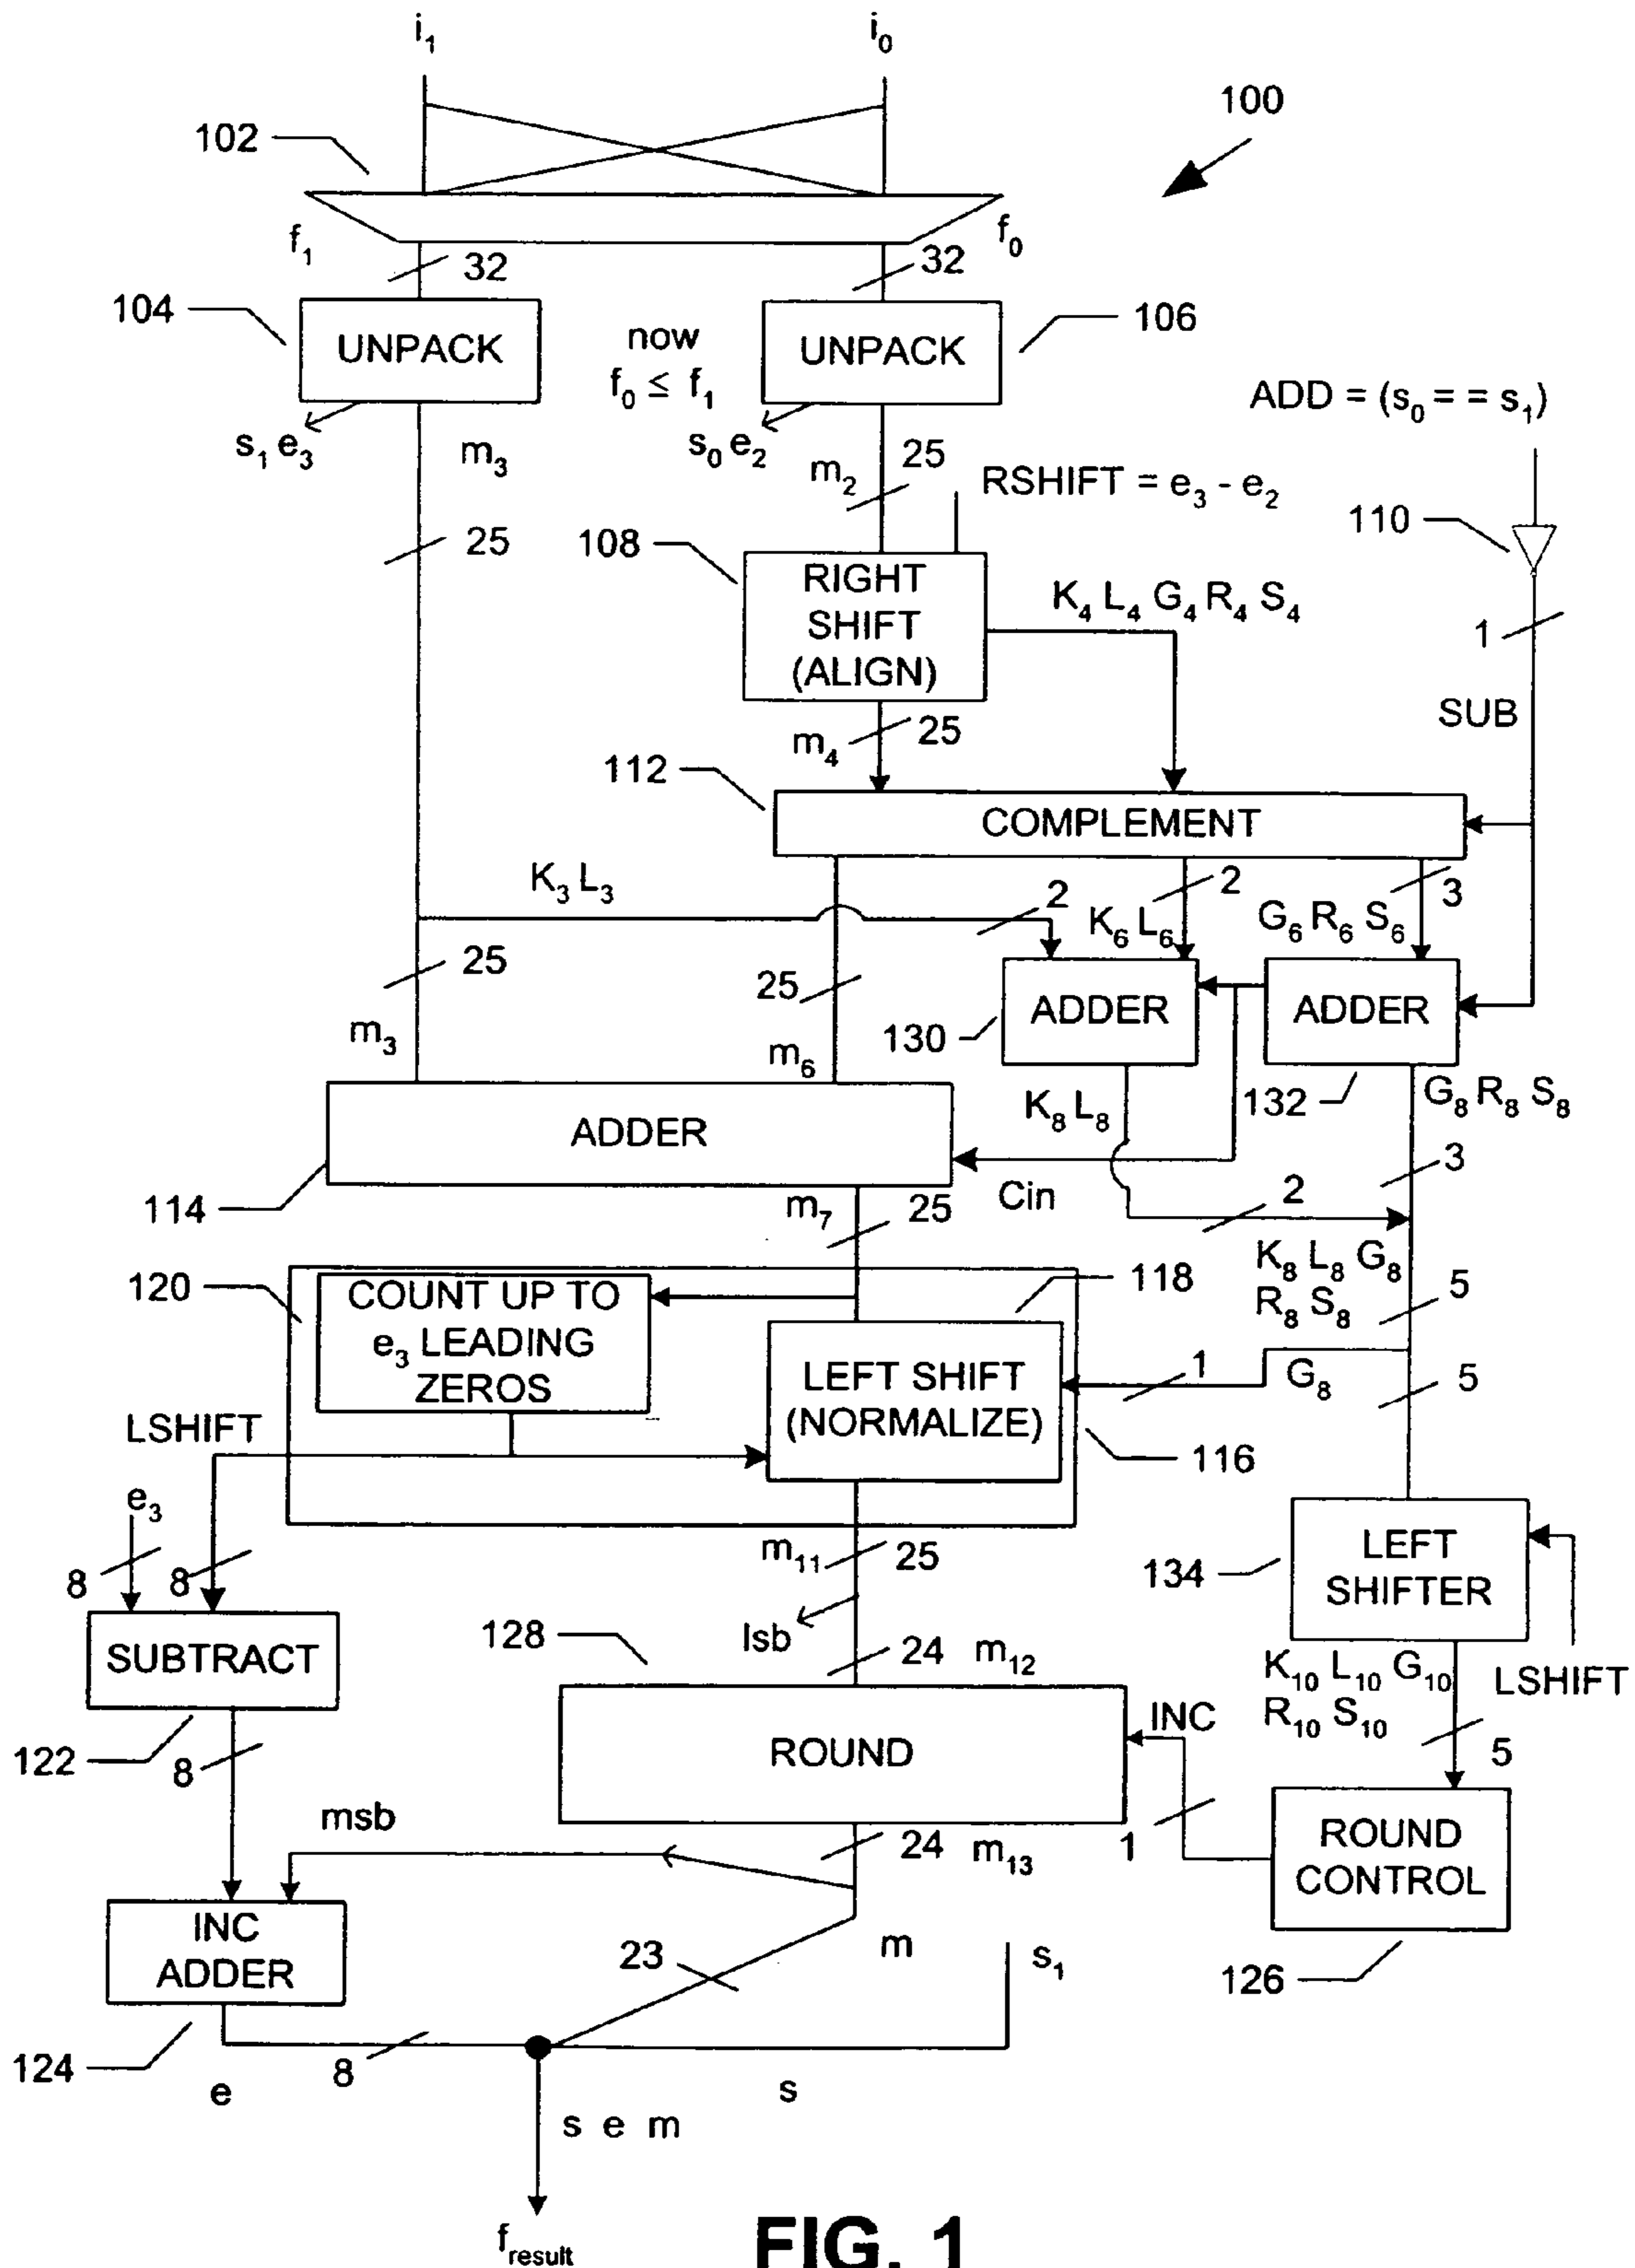 i₁ i₀
100
102
f₁ f₀
32 32
104 UNPACK
now
f₀ ≤ f₁
UNPACK 106
s₁ e₃
m₃
s₀ e₂
ADD = (s₀ = = s₁)
m₂ 25
RSHIFT = e₃ - e₂
110
25
108
RIGHT
SHIFT
(ALIGN)
K₄ L₄ G₄ R₄ S₄
1
SUB
m₄ 25
112
COMPLEMENT
K₃ L₃
2
2
3
K₆ L₆
G₆ R₆ S₆
25
25
m₃
m₆
130
ADDER
ADDER
132
K₈ L₈
G₈ R₈ S₈
ADDER
114
Cin
3
2
m₇ 25
K₈ L₈ G₈
R₈ S₈
5
120
COUNT UP TO
e₃ LEADING
ZEROS
118
LEFT SHIFT
(NORMALIZE)
1
G₈
5
LSHIFT
116
e₃
8 8
m₁₁ 25
134
LEFT
SHIFTER
lsb
SUBTRACT
128
24 m₁₂
K₁₀ L₁₀ G₁₀
R₁₀ S₁₀
LSHIFT
122
8
ROUND
INC
5
msb
24 m₁₃
1
ROUND
CONTROL
INC
ADDER
23
m
s₁
126
124
8
e
s
s e m
fresult
FIG. 1